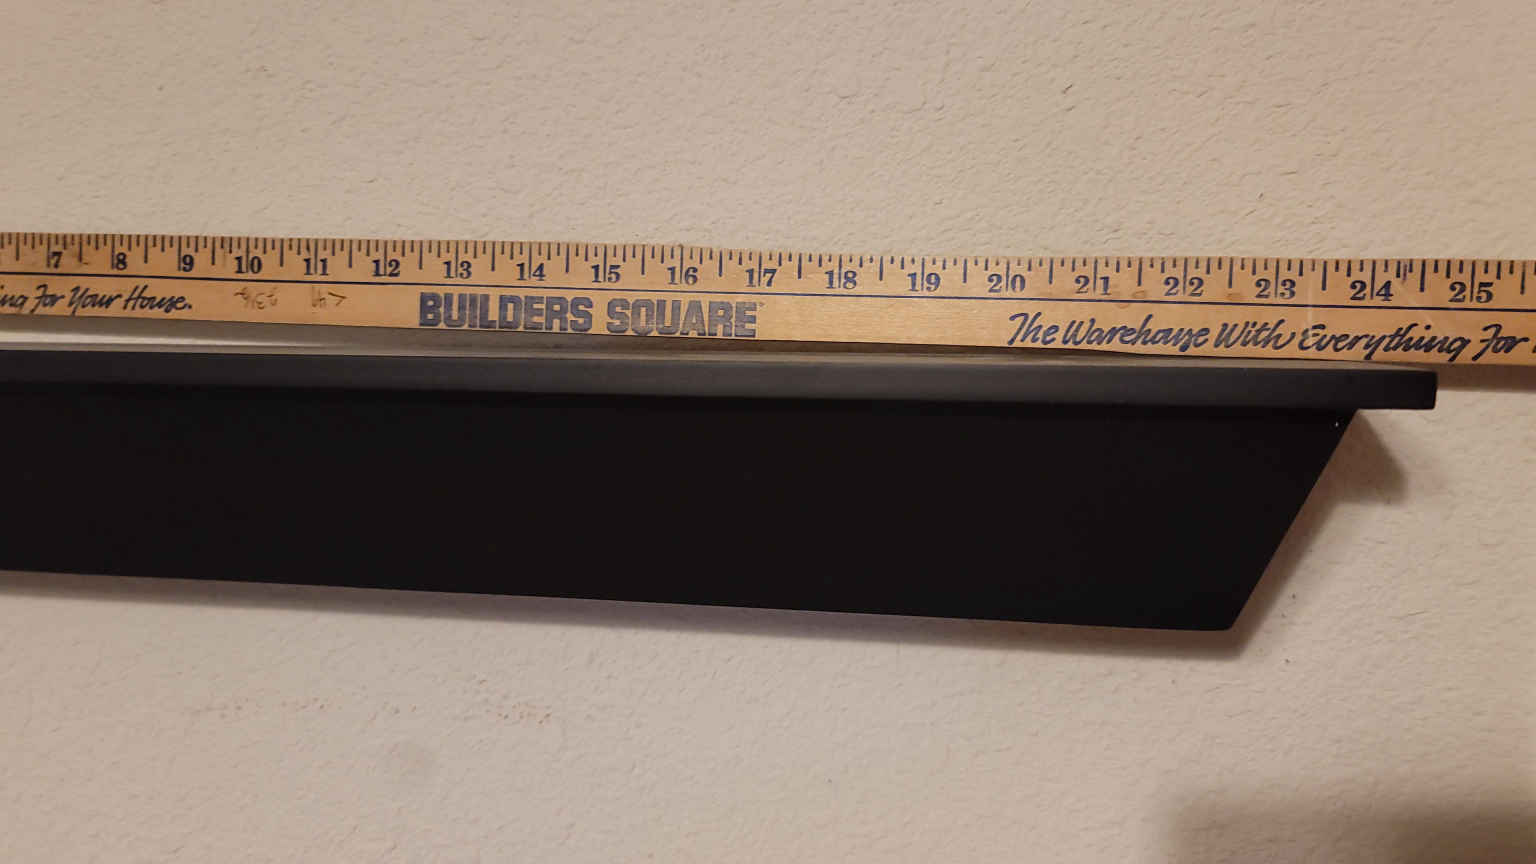 7 8 9 10 11 12 13 14 15 16 17 18 19 20 21 22 23 24 25
ing For Your House. BUILDERS SQUARE The Warehouse With Everything For